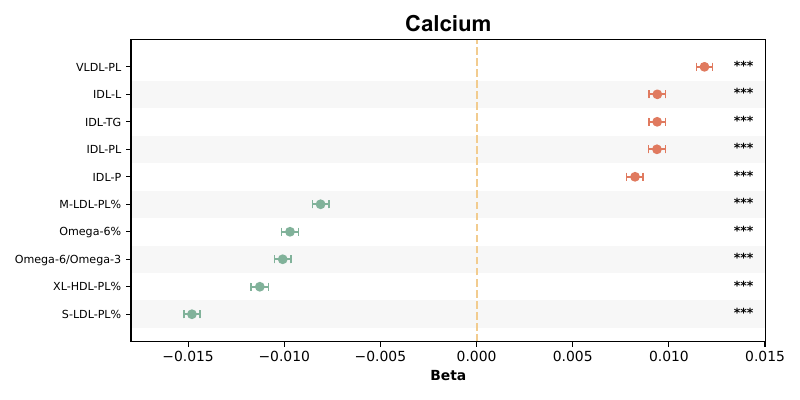 Calcium
VLDL-PL ***
IDL-L ***
IDL-TG ***
IDL-PL ***
IDL-P ***
M-LDL-PL% ***
Omega-6% ***
Omega-6/Omega-3 ***
XL-HDL-PL% ***
S-LDL-PL% ***
−0.015 −0.010 −0.005 0.000 0.005 0.010 0.015
Beta